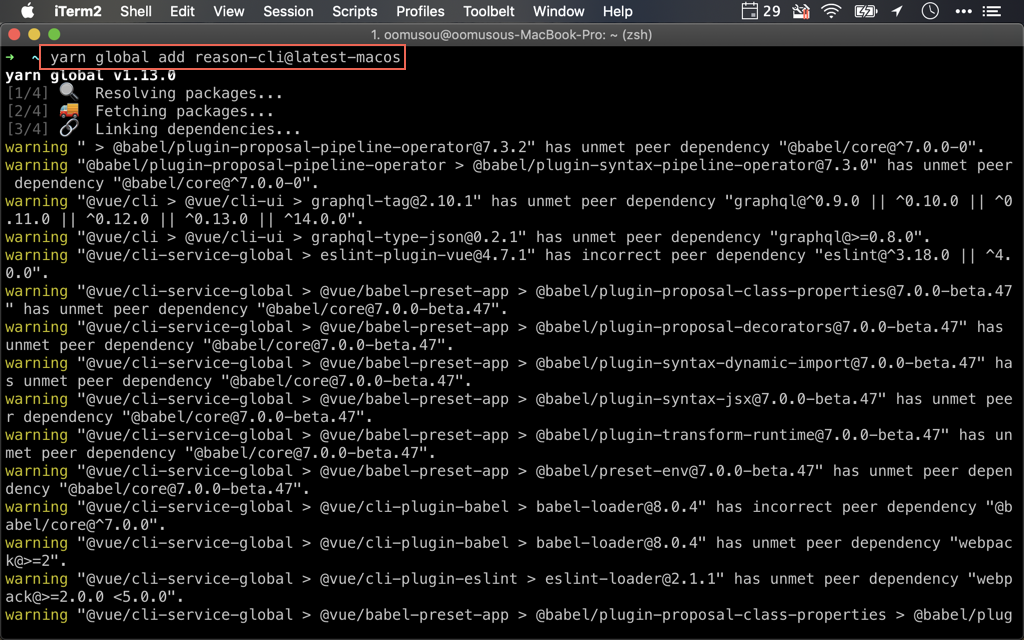 iTerm2 Shell Edit View Session Scripts Profiles Toolbelt Window Help 29
1. oomusou@oomusous-MacBook-Pro: ~ (zsh)
➜ ~ yarn global add reason-cli@latest-macos
yarn global v1.13.0
[1/4] 🔍 Resolving packages...
[2/4] 🚚 Fetching packages...
[3/4] 🔗 Linking dependencies...
warning " > @babel/plugin-proposal-pipeline-operator@7.3.2" has unmet peer dependency "@babel/core@^7.0.0-0".
warning "@babel/plugin-proposal-pipeline-operator > @babel/plugin-syntax-pipeline-operator@7.3.0" has unmet peer
dependency "@babel/core@^7.0.0-0".
warning "@vue/cli > @vue/cli-ui > graphql-tag@2.10.1" has unmet peer dependency "graphql@^0.9.0 || ^0.10.0 || ^0
.11.0 || ^0.12.0 || ^0.13.0 || ^14.0.0".
warning "@vue/cli > @vue/cli-ui > graphql-type-json@0.2.1" has unmet peer dependency "graphql@>=0.8.0".
warning "@vue/cli-service-global > eslint-plugin-vue@4.7.1" has incorrect peer dependency "eslint@^3.18.0 || ^4.
0.0".
warning "@vue/cli-service-global > @vue/babel-preset-app > @babel/plugin-proposal-class-properties@7.0.0-beta.47
" has unmet peer dependency "@babel/core@7.0.0-beta.47".
warning "@vue/cli-service-global > @vue/babel-preset-app > @babel/plugin-proposal-decorators@7.0.0-beta.47" has
unmet peer dependency "@babel/core@7.0.0-beta.47".
warning "@vue/cli-service-global > @vue/babel-preset-app > @babel/plugin-syntax-dynamic-import@7.0.0-beta.47" ha
s unmet peer dependency "@babel/core@7.0.0-beta.47".
warning "@vue/cli-service-global > @vue/babel-preset-app > @babel/plugin-syntax-jsx@7.0.0-beta.47" has unmet pee
r dependency "@babel/core@7.0.0-beta.47".
warning "@vue/cli-service-global > @vue/babel-preset-app > @babel/plugin-transform-runtime@7.0.0-beta.47" has un
met peer dependency "@babel/core@7.0.0-beta.47".
warning "@vue/cli-service-global > @vue/babel-preset-app > @babel/preset-env@7.0.0-beta.47" has unmet peer depen
dency "@babel/core@7.0.0-beta.47".
warning "@vue/cli-service-global > @vue/cli-plugin-babel > babel-loader@8.0.4" has incorrect peer dependency "@b
abel/core@^7.0.0".
warning "@vue/cli-service-global > @vue/cli-plugin-babel > babel-loader@8.0.4" has unmet peer dependency "webpac
k@>=2".
warning "@vue/cli-service-global > @vue/cli-plugin-eslint > eslint-loader@2.1.1" has unmet peer dependency "webp
ack@>=2.0.0 <5.0.0".
warning "@vue/cli-service-global > @vue/babel-preset-app > @babel/plugin-proposal-class-properties > @babel/plug